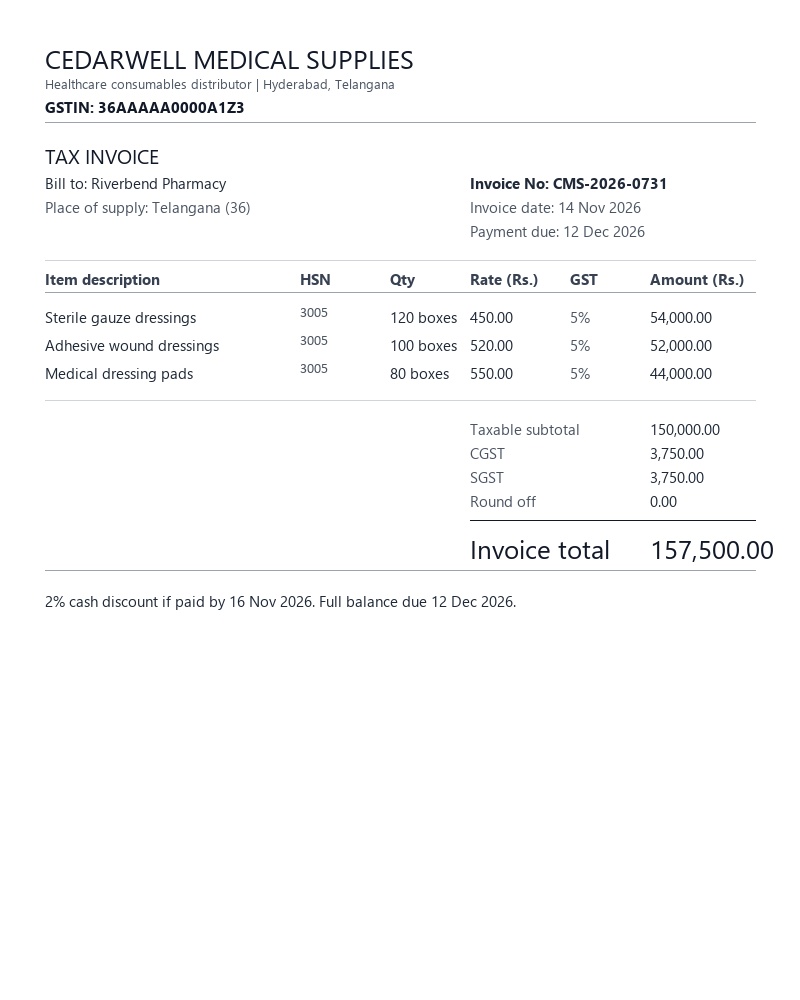 CEDARWELL MEDICAL SUPPLIES
Healthcare consumables distributor | Hyderabad, Telangana
GSTIN: 36AAAAA0000A1Z3
TAX INVOICE
Bill to: Riverbend Pharmacy Invoice No: CMS-2026-0731
Place of supply: Telangana (36) Invoice date: 14 Nov 2026
Payment due: 12 Dec 2026
Item description HSN Qty Rate (Rs.) GST Amount (Rs.)
Sterile gauze dressings 3005 120 boxes 450.00 5% 54,000.00
Adhesive wound dressings 3005 100 boxes 520.00 5% 52,000.00
Medical dressing pads 3005 80 boxes 550.00 5% 44,000.00
Taxable subtotal 150,000.00
CGST 3,750.00
SGST 3,750.00
Round off 0.00
Invoice total 157,500.00
2% cash discount if paid by 16 Nov 2026. Full balance due 12 Dec 2026.